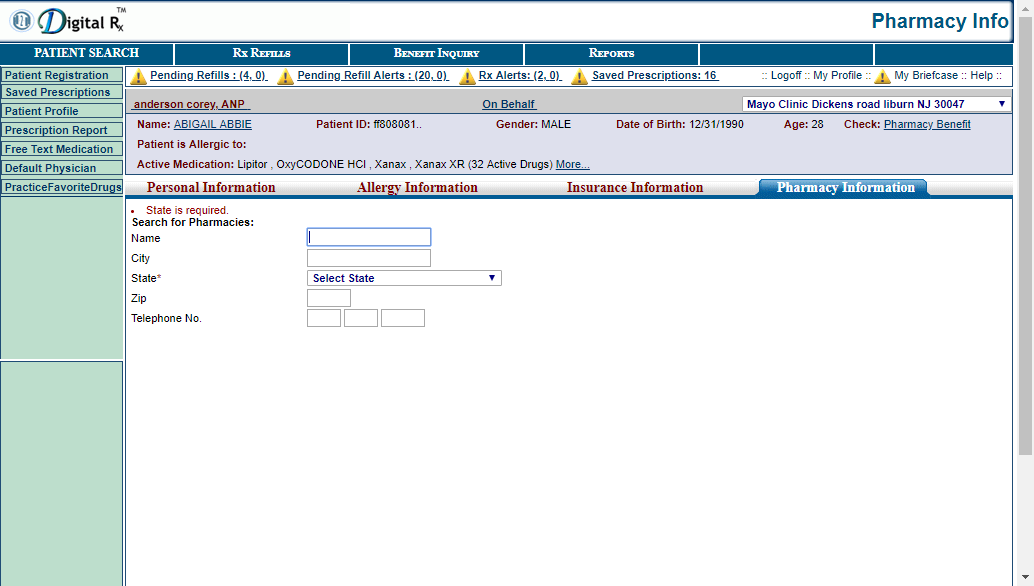 Digital Rx TM
Pharmacy Info
PATIENT SEARCH
RX REFILLS
BENEFIT INQUIRY
REPORTS
Patient Registration
Saved Prescriptions
Patient Profile
Prescription Report
Free Text Medication
Default Physician
PracticeFavoriteDrugs
Pending Refills : (4, 0) Pending Refill Alerts : (20, 0) Rx Alerts: (2, 0) Saved Prescriptions: 16 :: Logoff :: My Profile :: My Briefcase :: Help ::
anderson corey, ANP On Behalf Mayo Clinic Dickens road liburn NJ 30047
Name: ABIGAIL ABBIE Patient ID: ff808081.. Gender: MALE Date of Birth: 12/31/1990 Age: 28 Check: Pharmacy Benefit
Patient is Allergic to:
Active Medication: Lipitor , OxyCODONE HCl , Xanax , Xanax XR (32 Active Drugs) More...
Personal Information Allergy Information Insurance Information Pharmacy Information
• State is required.
Search for Pharmacies:
Name
City
State* Select State
Zip
Telephone No.